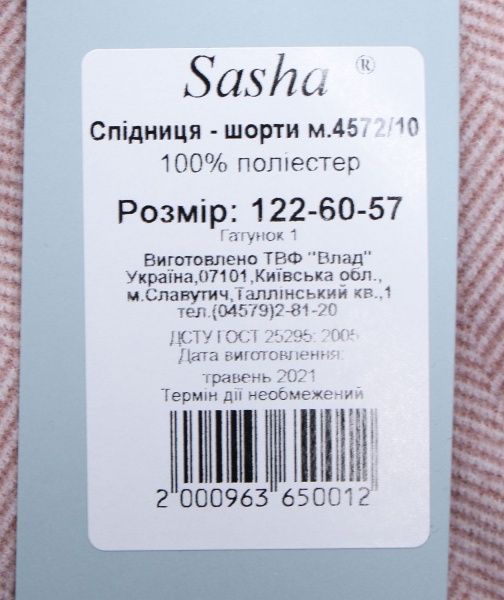 Sasha ®
Спідниця - шорти м.4572/10
100% поліестер
Розмір: 122-60-57
Гатунок 1
Виготовлено ТВФ "Влад"
Україна,07101,Київська обл.,
м.Славутич,Таллінський кв.,1
тел.(04579)2-81-20
ДСТУ ГОСТ 25295: 2005
Дата виготовлення:
травень 2021
Термін дії необмежений
2 000963 650012